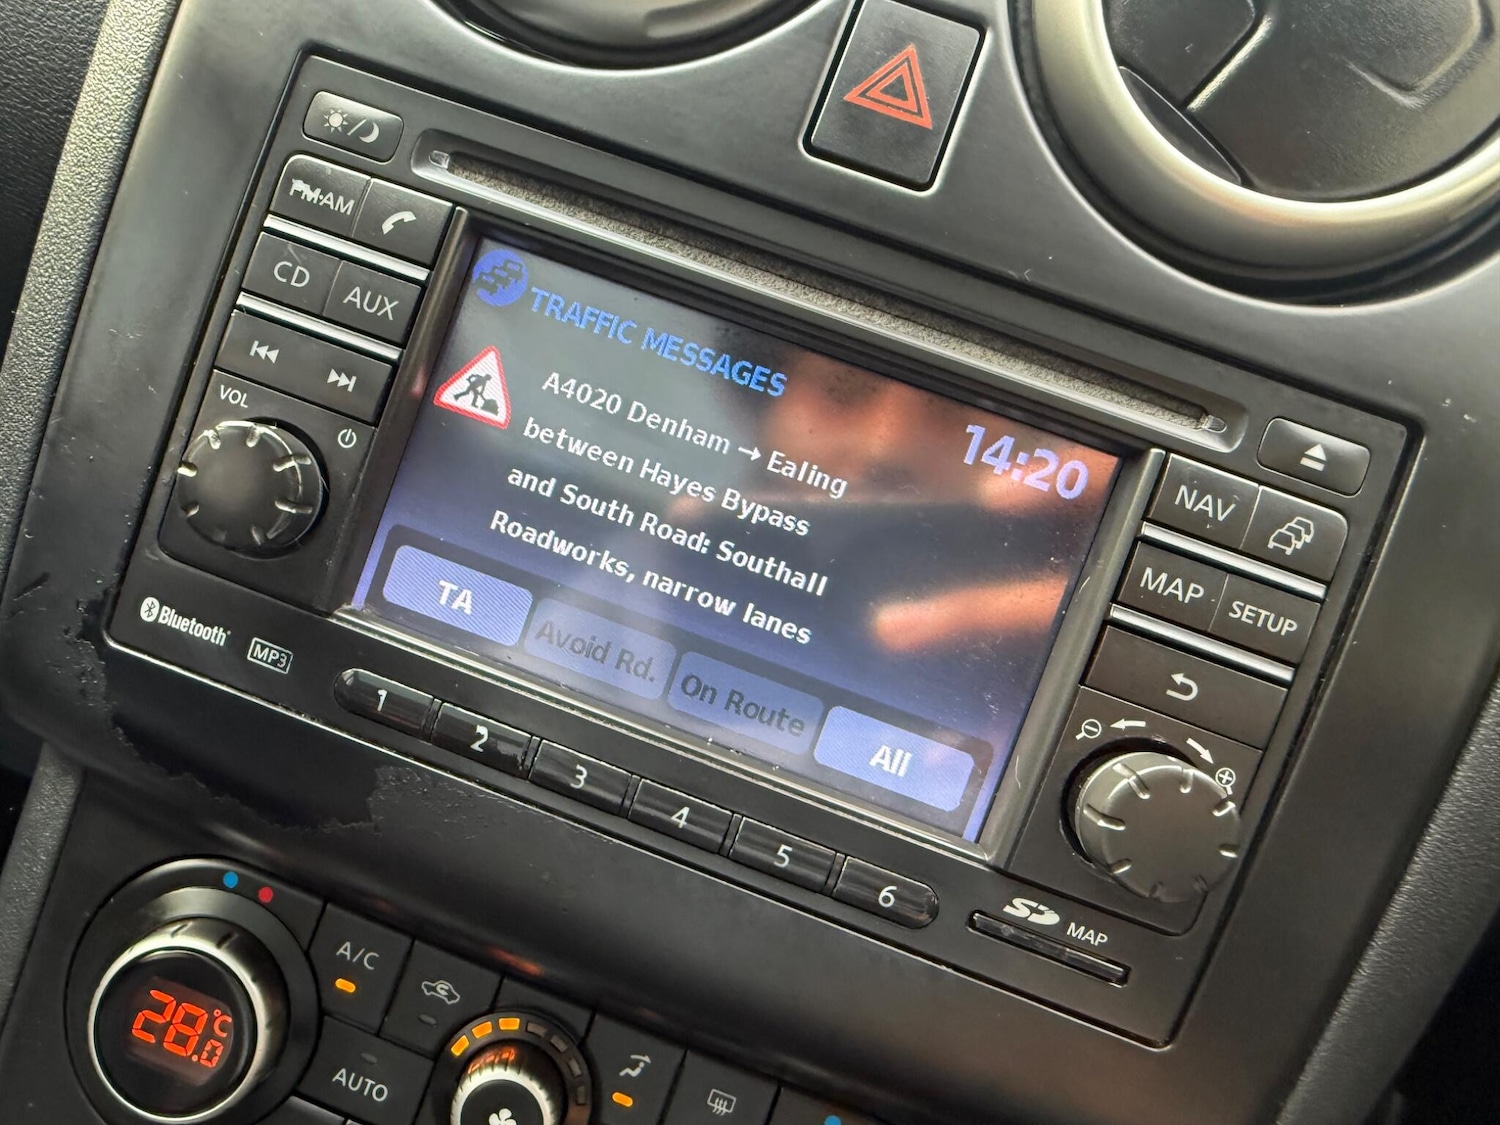 FM·AM
CD
AUX
VOL
TRAFFIC MESSAGES
14:20
A4020 Denham → Ealing
between Hayes Bypass
and South Road: Southall
Roadworks, narrow lanes
TA
Avoid Rd.
On Route
All
NAV
MAP
SETUP
Bluetooth
MP3
1
2
3
4
5
6
SD MAP
28.0°C
A/C
AUTO